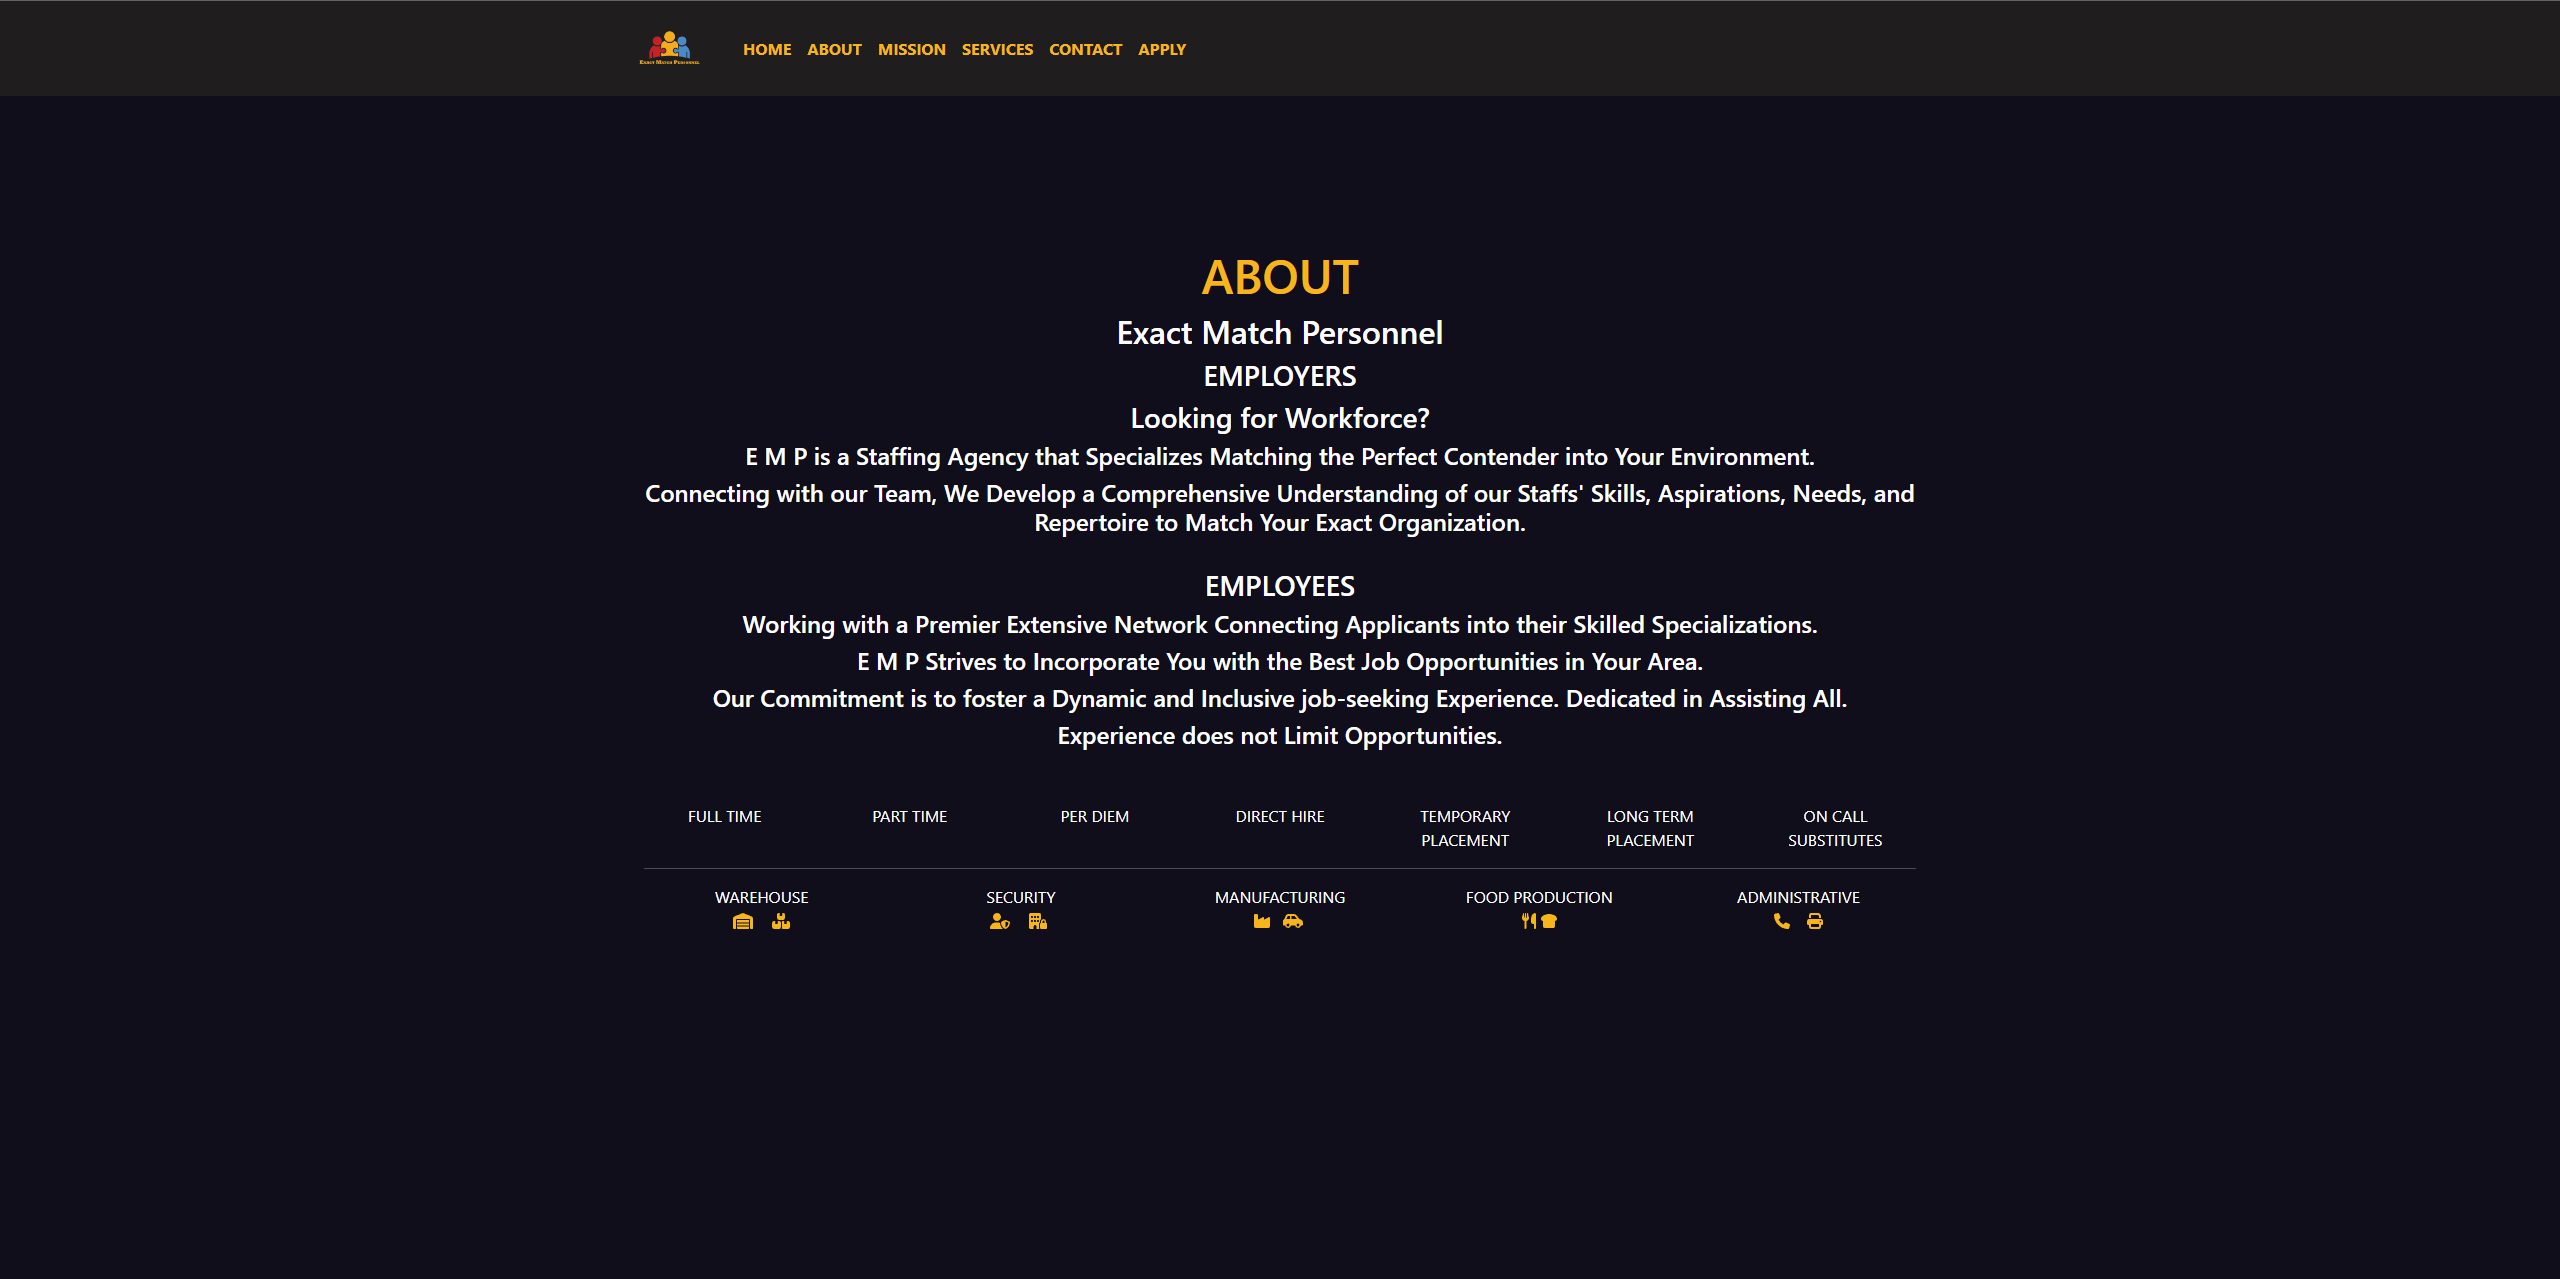 Exact Match Personnel
HOME ABOUT MISSION SERVICES CONTACT APPLY
ABOUT
Exact Match Personnel
EMPLOYERS
Looking for Workforce?
E M P is a Staffing Agency that Specializes Matching the Perfect Contender into Your Environment.
Connecting with our Team, We Develop a Comprehensive Understanding of our Staffs' Skills, Aspirations, Needs, and
Repertoire to Match Your Exact Organization.
EMPLOYEES
Working with a Premier Extensive Network Connecting Applicants into their Skilled Specializations.
E M P Strives to Incorporate You with the Best Job Opportunities in Your Area.
Our Commitment is to foster a Dynamic and Inclusive job-seeking Experience. Dedicated in Assisting All.
Experience does not Limit Opportunities.
FULL TIME
PART TIME
PER DIEM
DIRECT HIRE
TEMPORARY
PLACEMENT
LONG TERM
PLACEMENT
ON CALL
SUBSTITUTES
WAREHOUSE
SECURITY
MANUFACTURING
FOOD PRODUCTION
ADMINISTRATIVE